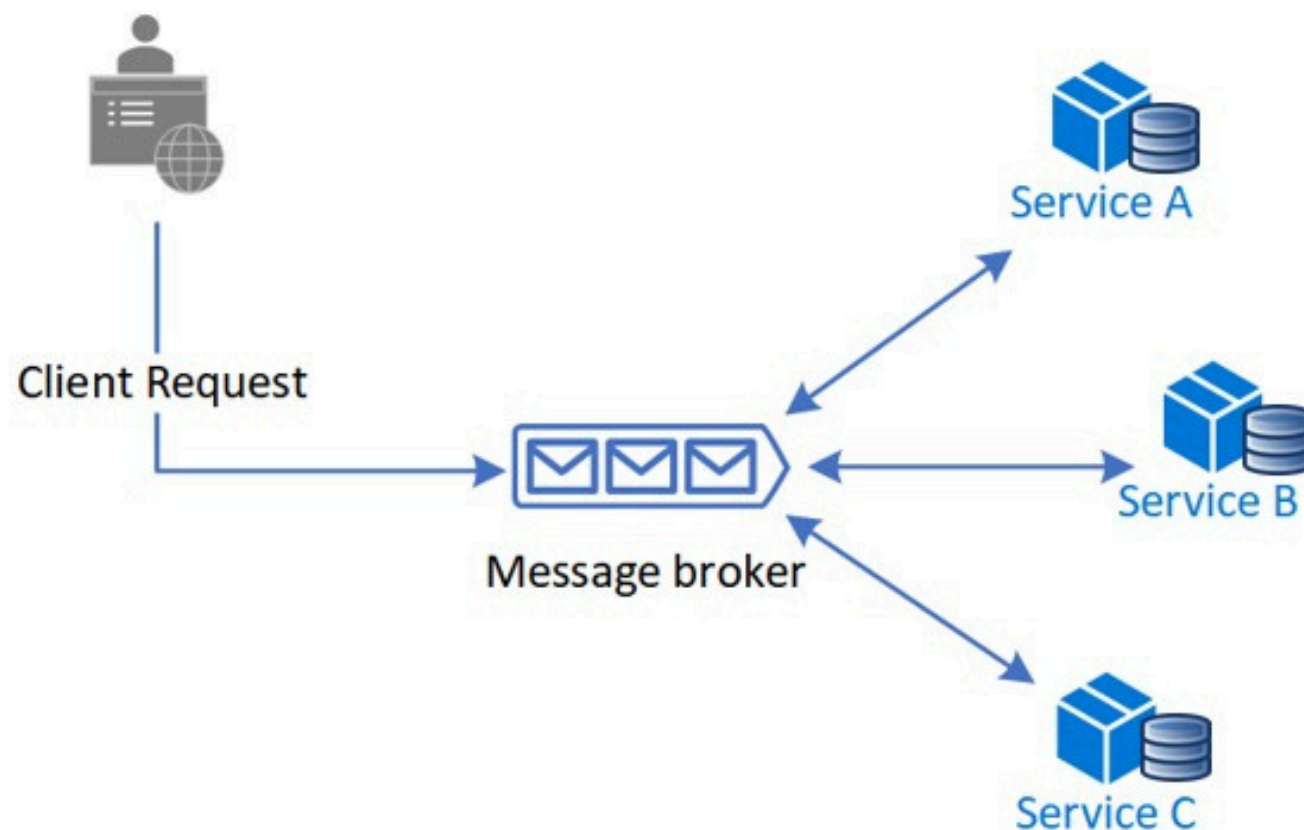 Service A
Client Request
Service B
Message broker
Service C